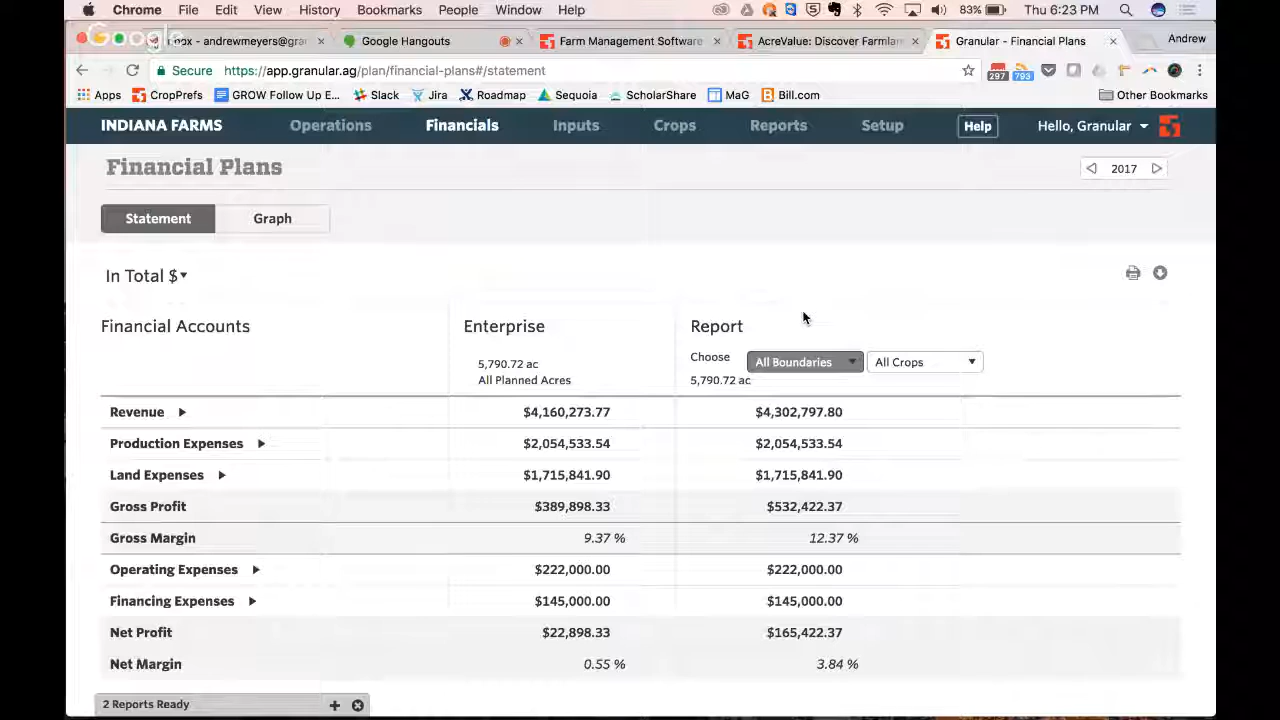 Chrome File Edit View History Bookmarks People Window Help 83% Thu 6:23 PM
Google
box - andrewmeyers@gra
Google Hangouts
Farm Management Software
AcreValue: Discover Farmlan
Granular - Financial Plans
Andrew
Secure https://app.granular.ag/plan/financial-plans#/statement 297 793
Apps CropPrefs GROW Follow Up E... Slack Jira Roadmap Sequoia ScholarShare MaG Bill.com Other Bookmarks
INDIANA FARMS Operations Financials Inputs Crops Reports Setup Help Hello, Granular
Financial Plans 2017
Statement Graph
In Total $
Financial Accounts Enterprise Report
Choose All Boundaries All Crops
5,790.72 ac
All Planned Acres 5,790.72 ac
Revenue $4,160,273.77 $4,302,797.80
Production Expenses $2,054,533.54 $2,054,533.54
Land Expenses $1,715,841.90 $1,715,841.90
Gross Profit $389,898.33 $532,422.37
Gross Margin 9.37 % 12.37 %
Operating Expenses $222,000.00 $222,000.00
Financing Expenses $145,000.00 $145,000.00
Net Profit $22,898.33 $165,422.37
Net Margin 0.55 % 3.84 %
2 Reports Ready